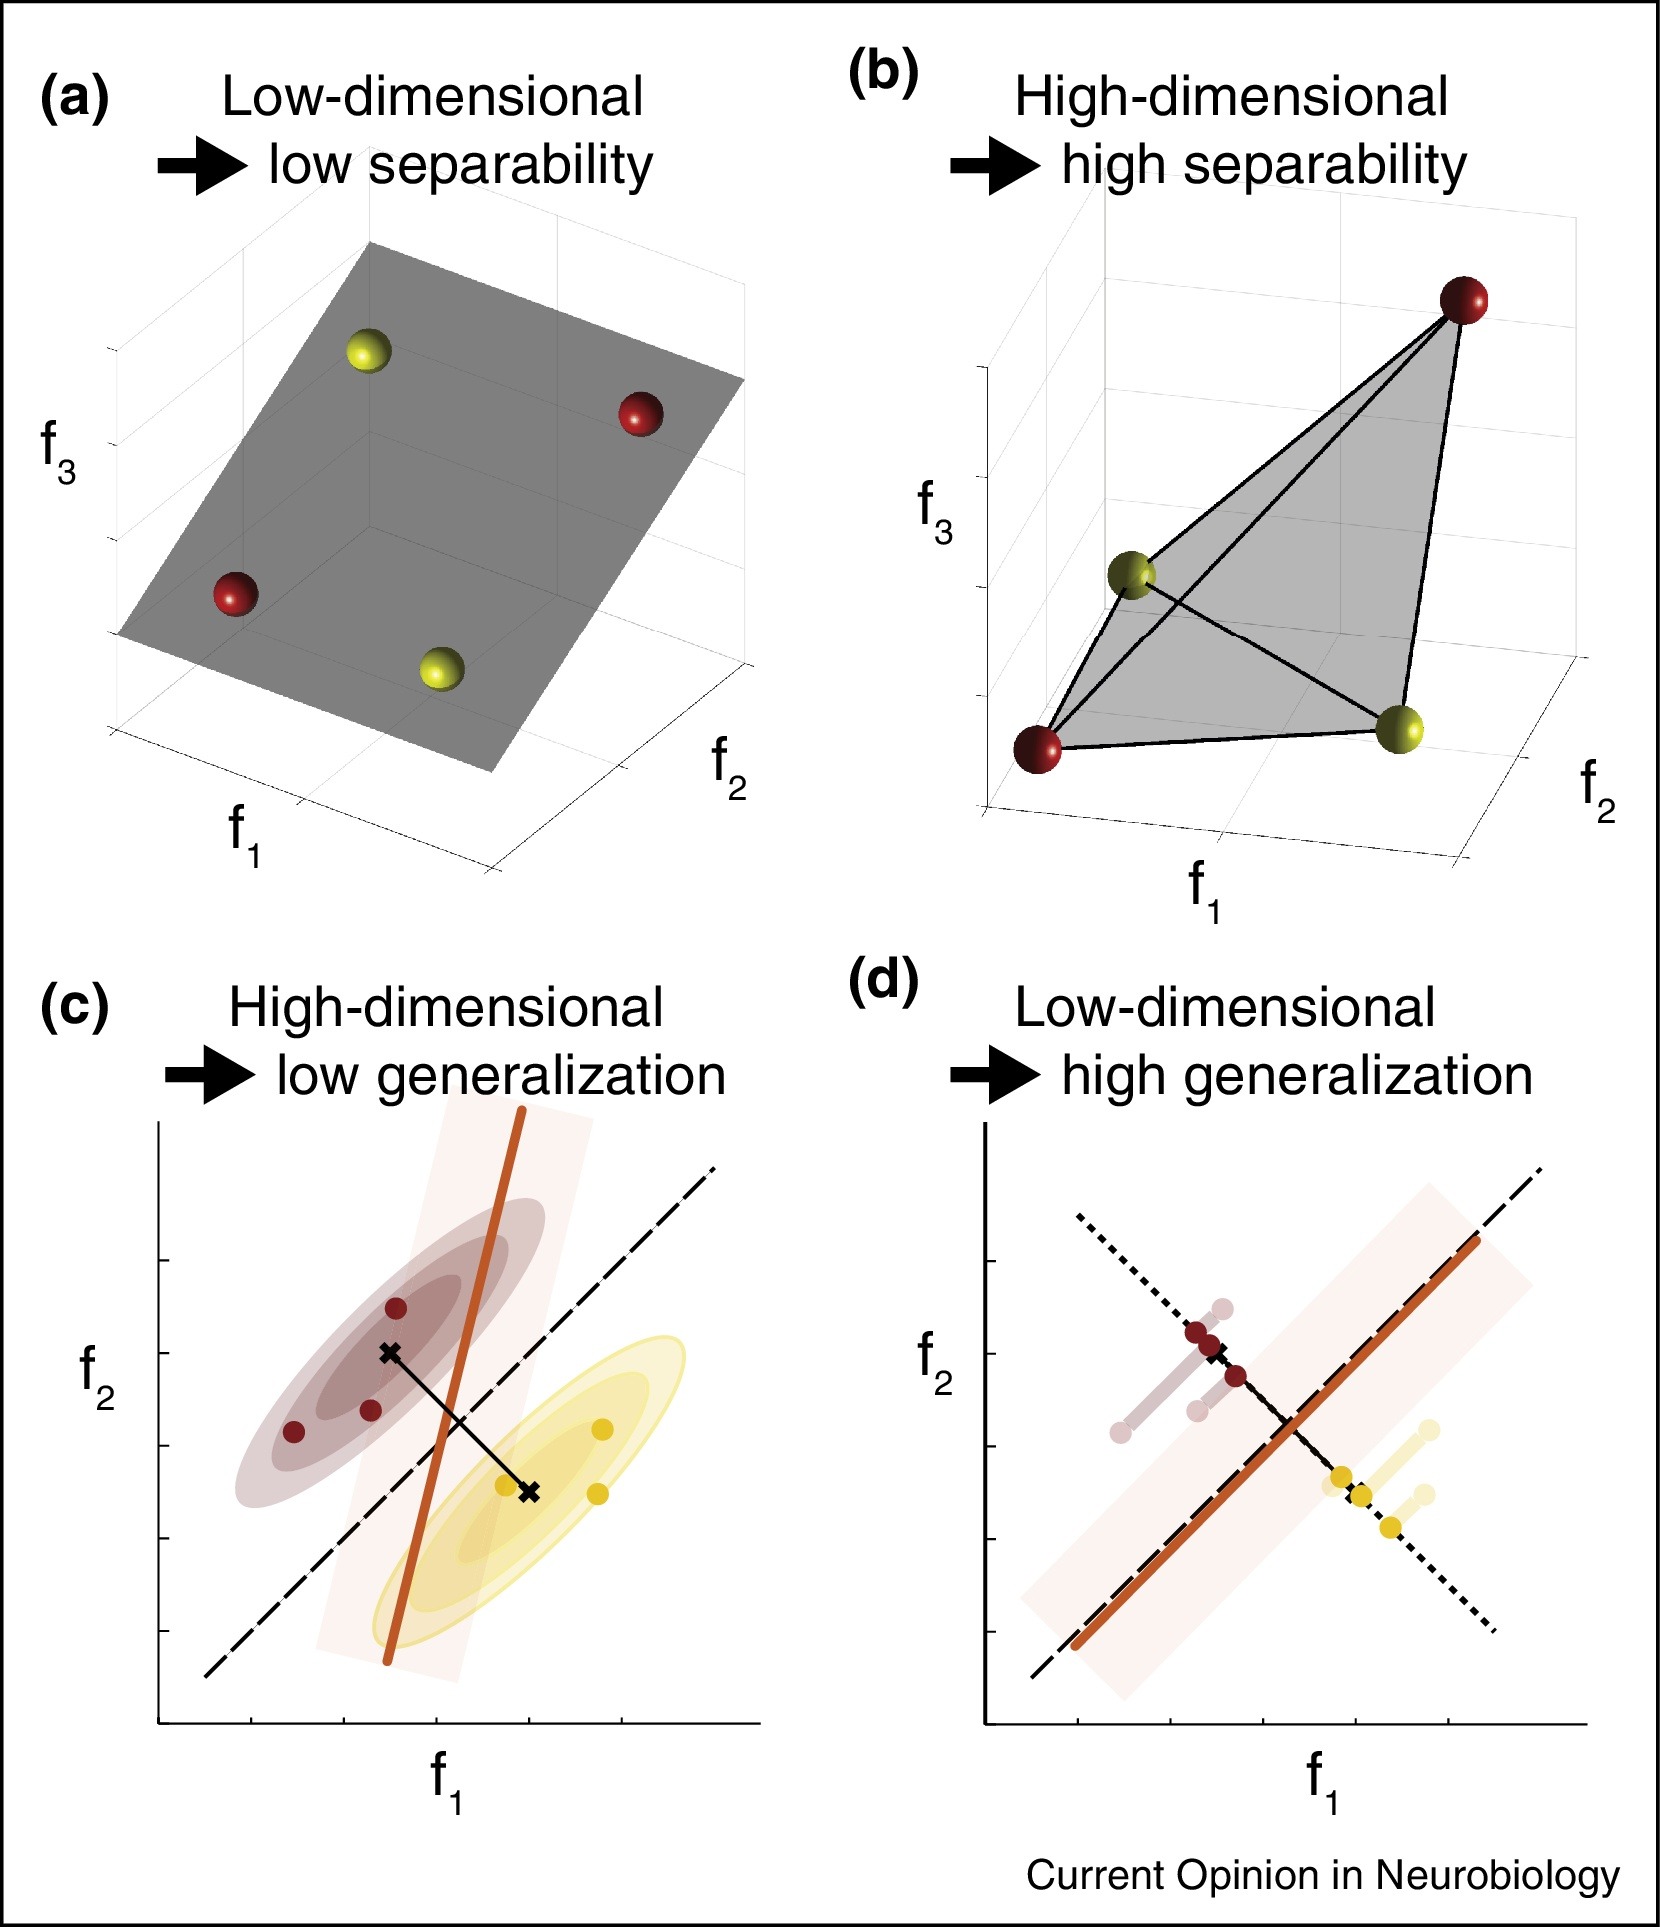 (a) Low-dimensional
low separability
f3
f1
f2
(b) High-dimensional
high separability
f3
f1
f2
(c) High-dimensional
low generalization
f2
f1
(d) Low-dimensional
high generalization
f2
f1
Current Opinion in Neurobiology